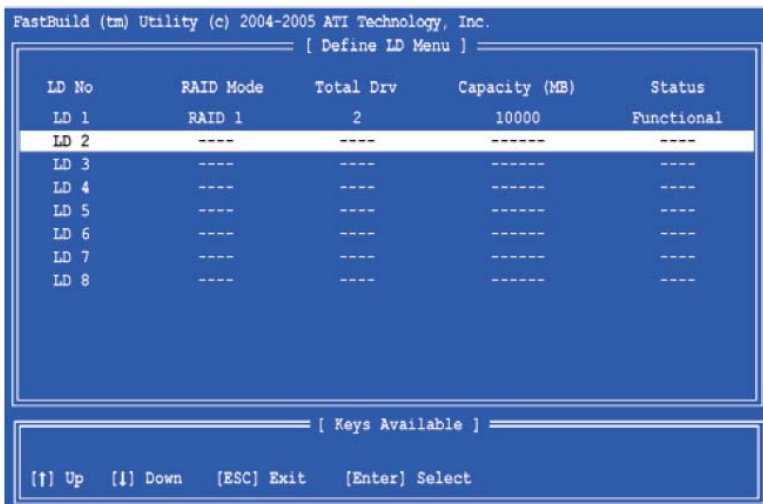 FastBuild (tm) Utility (c) 2004-2005 ATI Technology, Inc.
[ Define LD Menu ]
LD No RAID Mode Total Drv Capacity (MB) Status
LD 1 RAID 1 2 10000 Functional
LD 2 ---- ---- ------ ----
LD 3 ---- ---- ------ ----
LD 4 ---- ---- ------ ----
LD 5 ---- ---- ------ ----
LD 6 ---- ---- ------ ----
LD 7 ---- ---- ------ ----
LD 8 ---- ---- ------ ----
[ Keys Available ]
[↑] Up [↓] Down [ESC] Exit [Enter] Select